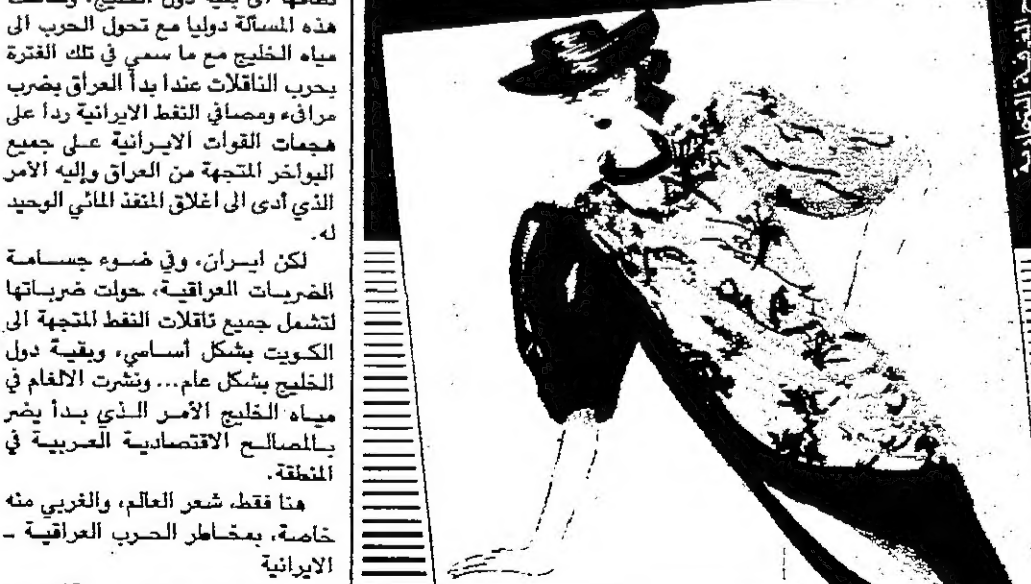 هذه المسألة دوليا مع تحول الحرب الى
مياه الخليج مع ما سمي في تلك الفترة
بحرب الناقلات عندا بدأ العراق بضرب
مرافىء ومصافي النفط الايرانية ردا على
هجمات القوات الايرانية على جميع
البواخر المتجهة من العراق وإليه الأمر
الذي أدى الى اغلاق المنفذ المائي الوحيد
له.
لكن ايران، وفي ضوء جسامة
الضربات العراقية، حولت ضرباتها
لتشمل جميع ناقلات النفط المتجهة الى
الكويت بشكل أساسي، وبقية دول
الخليج بشكل عام... ونشرت الالغام في
مياه الخليج الأمر الذي بدأ يضر
بالمصالح الاقتصادية العربية في
المنطقة.
هنا فقط، شعر العالم، والغربي منه
خاصة، بمخاطر الحرب العراقية ـ
الايرانية